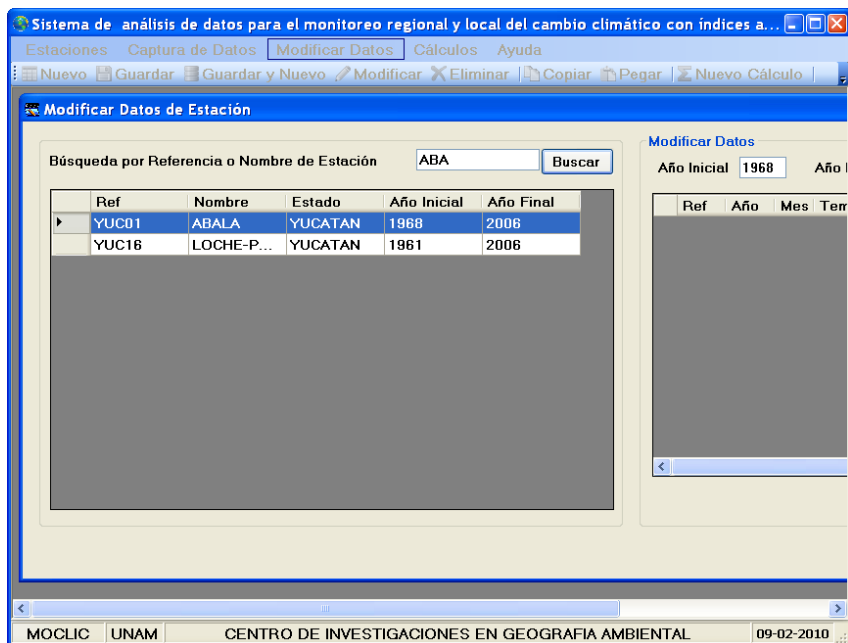 Sistema de análisis de datos para el monitoreo regional y local del cambio climático con índices a...
Estaciones Captura de Datos Modificar Datos Cálculos Ayuda
Nuevo Guardar Guardar y Nuevo Modificar Eliminar Copiar Pegar Nuevo Cálculo
Modificar Datos de Estación
Búsqueda por Referencia o Nombre de Estación ABA Buscar
Ref Nombre Estado Año Inicial Año Final
YUC01 ABALA YUCATAN 1968 2006
YUC16 LOCHE-P... YUCATAN 1961 2006
Modificar Datos
Año Inicial 1968 Año
Ref Año Mes Tem
MOCLIC UNAM CENTRO DE INVESTIGACIONES EN GEOGRAFIA AMBIENTAL 09-02-2010